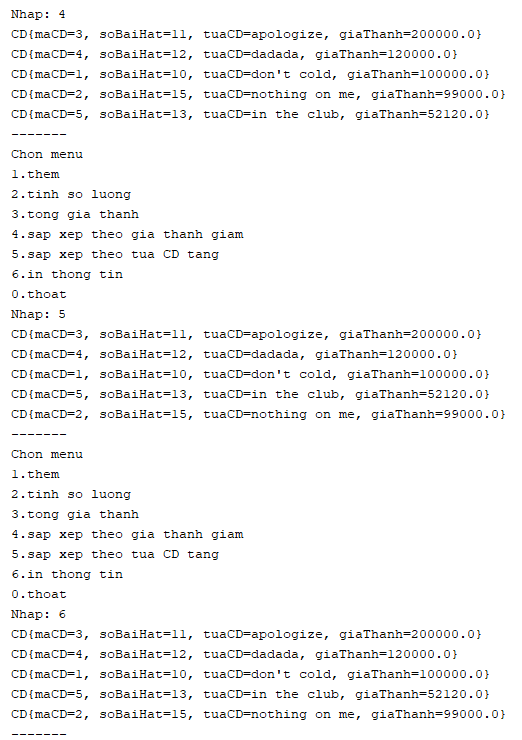 Nhap: 4
CD{maCD=3, soBaiHat=11, tuaCD=apologize, giaThanh=200000.0}
CD{maCD=4, soBaiHat=12, tuaCD=dadada, giaThanh=120000.0}
CD{maCD=1, soBaiHat=10, tuaCD=don't cold, giaThanh=100000.0}
CD{maCD=2, soBaiHat=15, tuaCD=nothing on me, giaThanh=99000.0}
CD{maCD=5, soBaiHat=13, tuaCD=in the club, giaThanh=52120.0}
-------
Chon menu
1.them
2.tinh so luong
3.tong gia thanh
4.sap xep theo gia thanh giam
5.sap xep theo tua CD tang
6.in thong tin
0.thoat
Nhap: 5
CD{maCD=3, soBaiHat=11, tuaCD=apologize, giaThanh=200000.0}
CD{maCD=4, soBaiHat=12, tuaCD=dadada, giaThanh=120000.0}
CD{maCD=1, soBaiHat=10, tuaCD=don't cold, giaThanh=100000.0}
CD{maCD=5, soBaiHat=13, tuaCD=in the club, giaThanh=52120.0}
CD{maCD=2, soBaiHat=15, tuaCD=nothing on me, giaThanh=99000.0}
-------
Chon menu
1.them
2.tinh so luong
3.tong gia thanh
4.sap xep theo gia thanh giam
5.sap xep theo tua CD tang
6.in thong tin
0.thoat
Nhap: 6
CD{maCD=3, soBaiHat=11, tuaCD=apologize, giaThanh=200000.0}
CD{maCD=4, soBaiHat=12, tuaCD=dadada, giaThanh=120000.0}
CD{maCD=1, soBaiHat=10, tuaCD=don't cold, giaThanh=100000.0}
CD{maCD=5, soBaiHat=13, tuaCD=in the club, giaThanh=52120.0}
CD{maCD=2, soBaiHat=15, tuaCD=nothing on me, giaThanh=99000.0}
-------